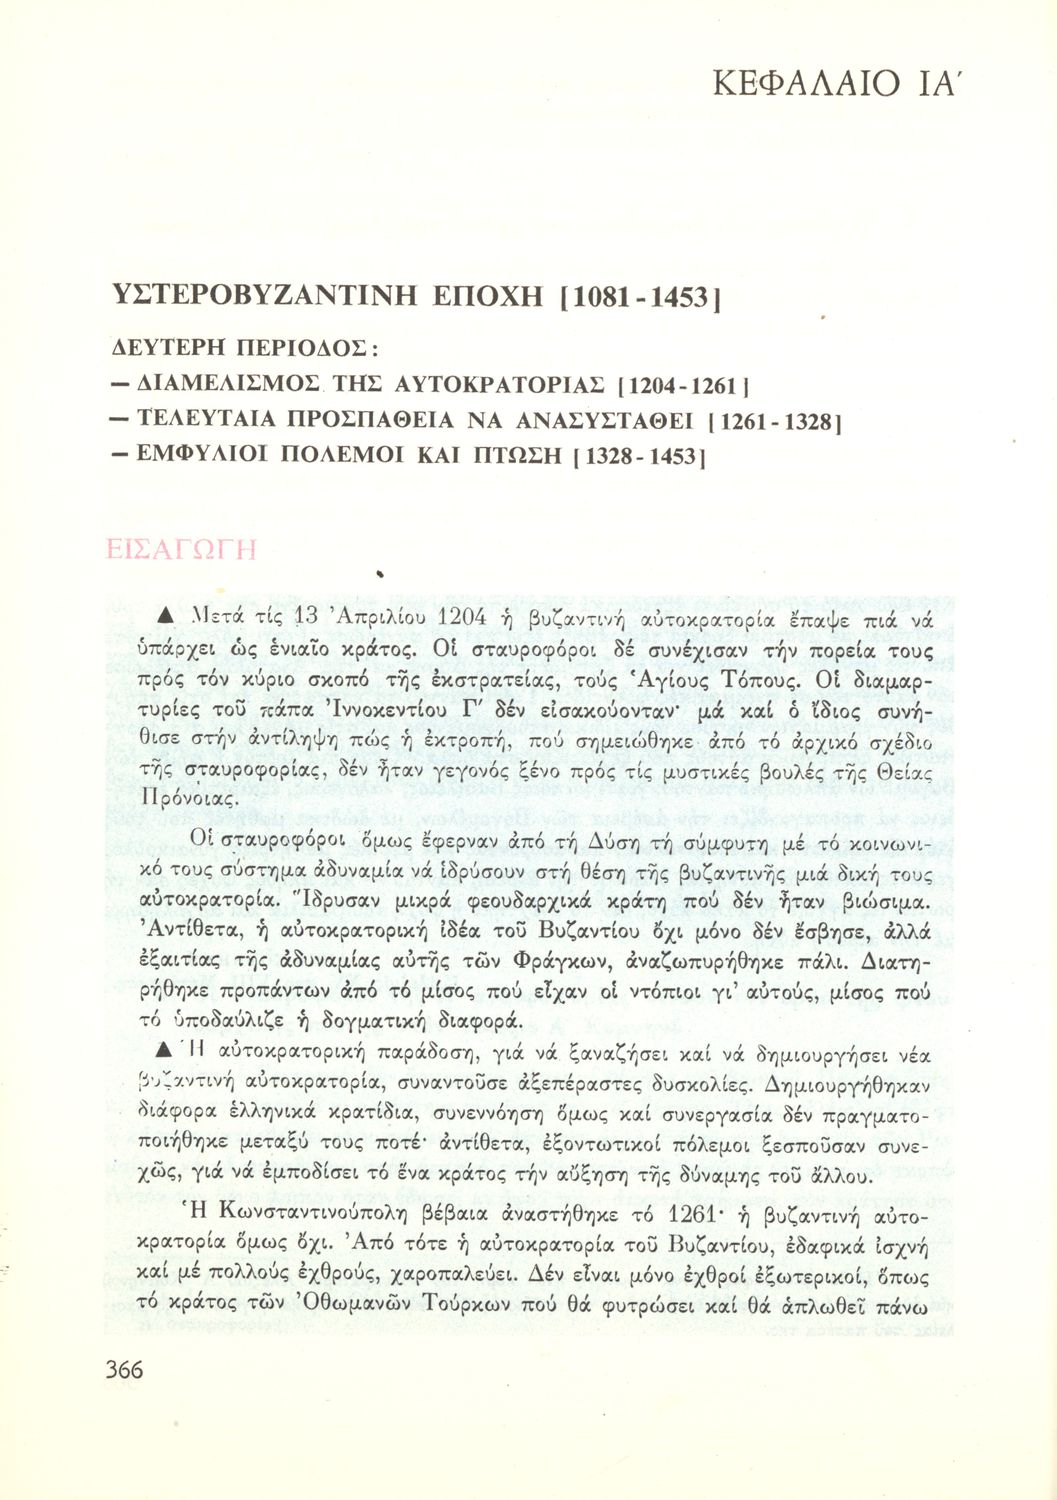 ΚΕΦΑΛΑΙΟ ΙΑ′
ΥΣΤΕΡΟΒΥΖΑΝΤΙΝΗ ΕΠΟΧΗ [1081-1453]
ΔΕΥΤΕΡΗ ΠΕΡΙΟΔΟΣ:
— ΔΙΑΜΕΛΙΣΜΟΣ ΤΗΣ ΑΥΤΟΚΡΑΤΟΡΙΑΣ [1204-1261]
— ΤΕΛΕΥΤΑΙΑ ΠΡΟΣΠΑΘΕΙΑ ΝΑ ΑΝΑΣΥΣΤΑΘΕΙ [1261-1328]
— ΕΜΦΥΛΙΟΙ ΠΟΛΕΜΟΙ ΚΑΙ ΠΤΩΣΗ [1328-1453]
ΕΙΣΑΓΩΓΗ
▲ Μετά τίς 13 Ἀπριλίου 1204 ἡ βυζαντινή αὐτοκρατορία ἔπαψε πιά νά
ὑπάρχει ὡς ἑνιαῖο κράτος. Οἱ σταυροφόροι δέ συνέχισαν τήν πορεία τους
πρός τόν κύριο σκοπό τῆς ἐκστρατείας, τούς Ἁγίους Τόπους. Οἱ διαμαρ-
τυρίες τοῦ πάπα Ἰννοκεντίου Γ′ δέν εἰσακούονταν· μά καί ὁ ἴδιος συνή-
θισε στήν ἀντίληψη πώς ἡ ἐκτροπή, πού σημειώθηκε ἀπό τό ἀρχικό σχέδιο
τῆς σταυροφορίας, δέν ἦταν γεγονός ξένο πρός τίς μυστικές βουλές τῆς Θείας
Πρόνοιας.
Οἱ σταυροφόροι ὅμως ἔφερναν ἀπό τή Δύση τή σύμφυτη μέ τό κοινωνι-
κό τους σύστημα ἀδυναμία νά ἱδρύσουν στή θέση τῆς βυζαντινῆς μιά δική τους
αὐτοκρατορία. Ἵδρυσαν μικρά φεουδαρχικά κράτη πού δέν ἦταν βιώσιμα.
Ἀντίθετα, ἡ αὐτοκρατορική ἰδέα τοῦ Βυζαντίου ὄχι μόνο δέν ἔσβησε, ἀλλά
ἐξαιτίας τῆς ἀδυναμίας αὐτῆς τῶν Φράγκων, ἀναζωπυρήθηκε πάλι. Διατη-
ρήθηκε προπάντων ἀπό τό μίσος πού εἶχαν οἱ ντόπιοι γι’ αὐτούς, μίσος πού
τό ὑποδαύλιζε ἡ δογματική διαφορά.
▲ Ἡ αὐτοκρατορική παράδοση, γιά νά ξαναζήσει καί νά δημιουργήσει νέα
βυζαντινή αὐτοκρατορία, συναντοῦσε ἀξεπέραστες δυσκολίες. Δημιουργήθηκαν
διάφορα ἑλληνικά κρατίδια, συνεννόηση ὅμως καί συνεργασία δέν πραγματο-
ποιήθηκε μεταξύ τους ποτέ· ἀντίθετα, ἐξοντωτικοί πόλεμοι ξεσποῦσαν συνε-
χῶς, γιά νά ἐμποδίσει τό ἕνα κράτος τήν αὔξηση τῆς δύναμης τοῦ ἄλλου.
Ἡ Κωνσταντινούπολη βέβαια ἀναστήθηκε τό 1261· ἡ βυζαντινή αὐτο-
κρατορία ὅμως ὄχι. Ἀπό τότε ἡ αὐτοκρατορία τοῦ Βυζαντίου, ἐδαφικά ἰσχνή
καί μέ πολλούς ἐχθρούς, χαροπαλεύει. Δέν εἶναι μόνο ἐχθροί ἐξωτερικοί, ὅπως
τό κράτος τῶν Ὀθωμανῶν Τούρκων πού θά φυτρώσει καί θά ἁπλωθεῖ πάνω
366